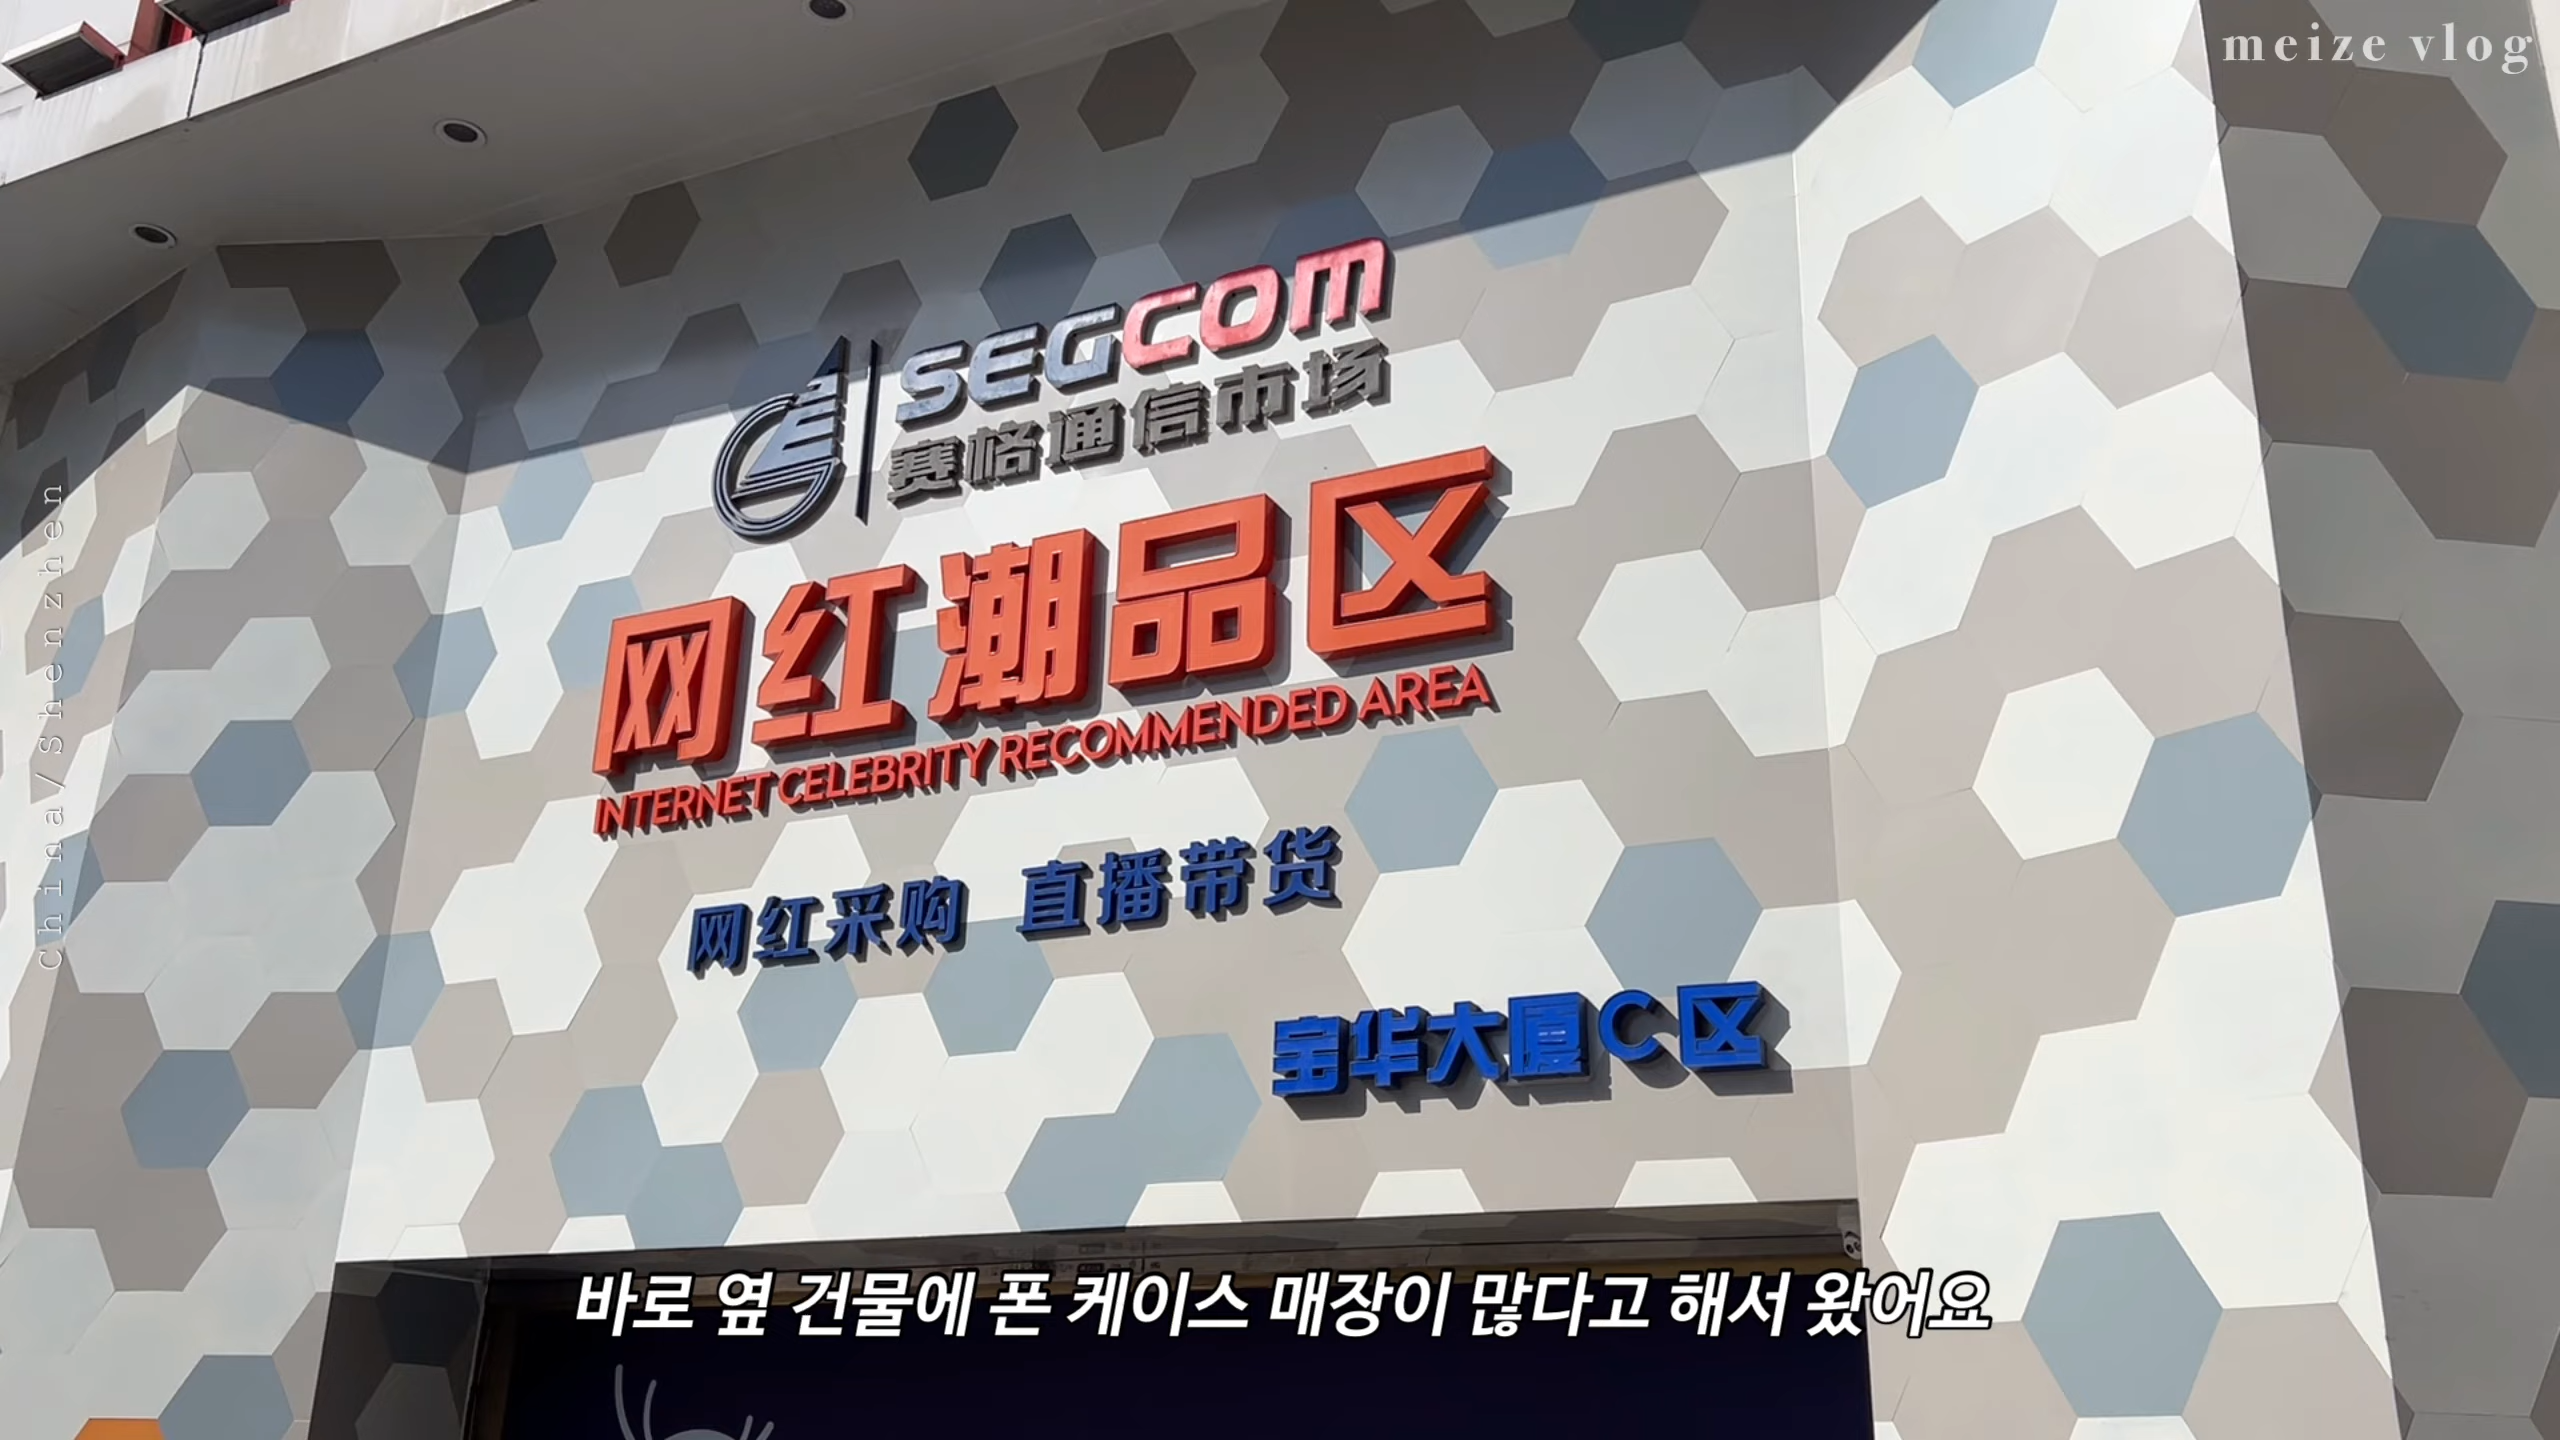 meize vlog
SEGCOM
赛格通信市场
网红潮品区
INTERNET CELEBRITY RECOMMENDED AREA
网红采购 直播带货
宝华大厦C区
China/Shenzhen
바로 옆 건물에 폰 케이스 매장이 많다고 해서 왔어요